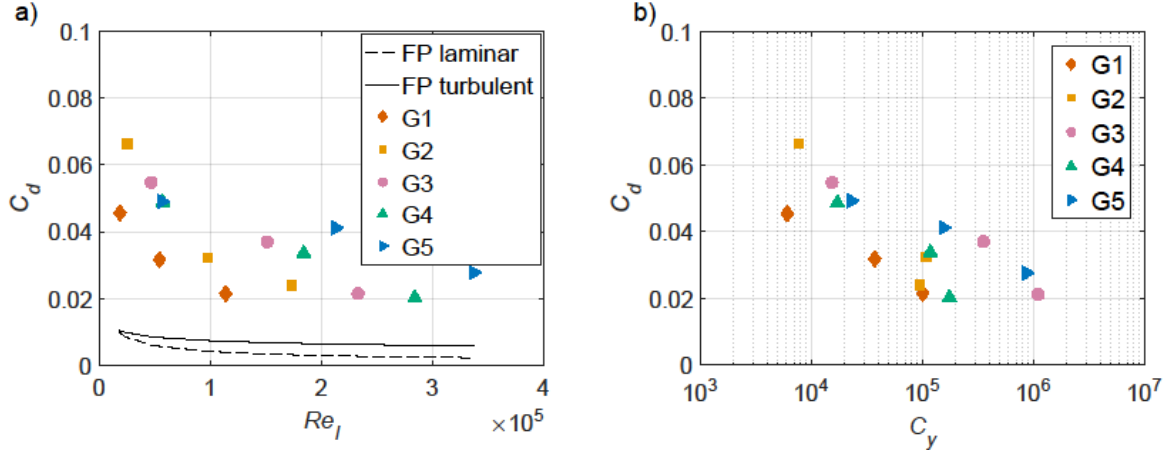 a)
0.1
0.08
0.06
0.04
0.02
0
C_d
FP laminar
FP turbulent
G1
G2
G3
G4
G5
0 1 2 3 4
Re_l ×10^5
b)
0.1
0.08
0.06
0.04
0.02
0
C_d
G1
G2
G3
G4
G5
10^3 10^4 10^5 10^6 10^7
C_y